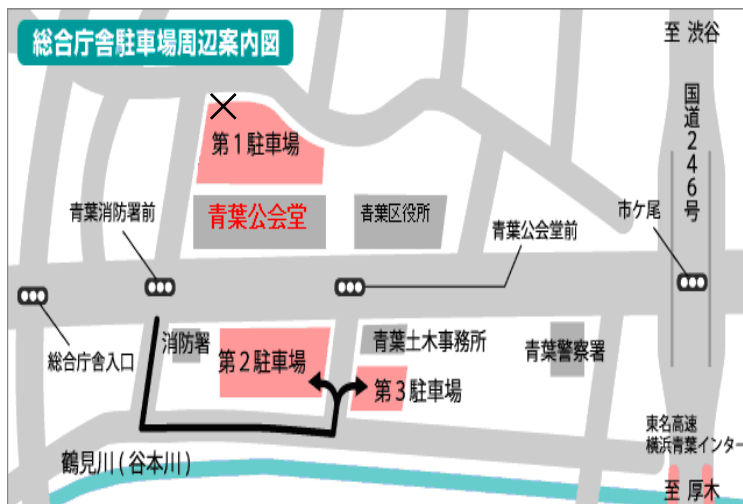 総合庁舎駐車場周辺案内図
至 渋谷
国道246号
第1駐車場
青葉消防署前
青葉公会堂
青葉区役所
青葉公会堂前
市ケ尾
総合庁舎入口
消防署
第2駐車場
青葉土木事務所
第3駐車場
青葉警察署
東名高速
横浜青葉インター
鶴見川(谷本川)
至 厚木